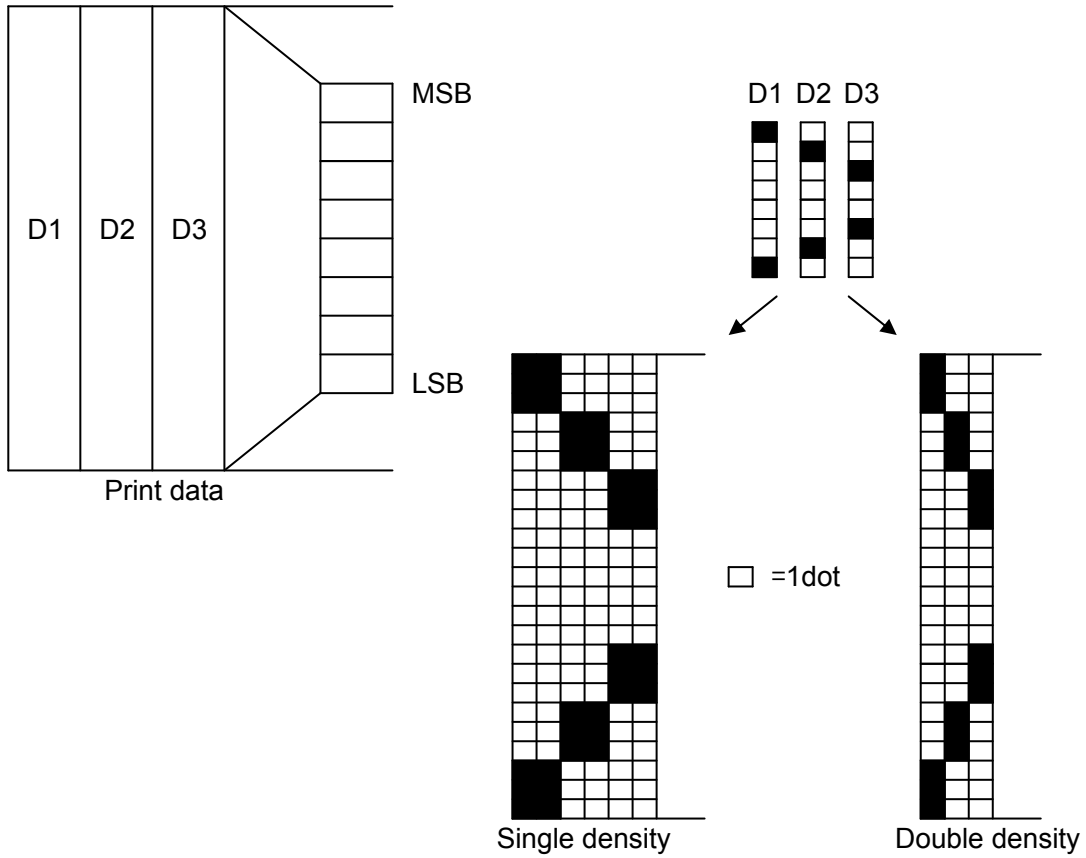 MSB
D1 D2 D3
D1 D2 D3
LSB
Print data
=1dot
Single density
Double density